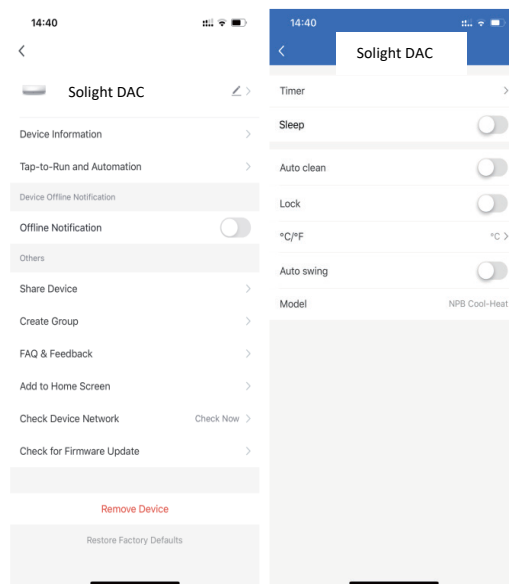 14:40
Solight DAC
Device Information
Tap-to-Run and Automation
Device Offline Notification
Offline Notification
Others
Share Device
Create Group
FAQ & Feedback
Add to Home Screen
Check Device Network Check Now
Check for Firmware Update
Remove Device
Restore Factory Defaults
14:40
Solight DAC
Timer
Sleep
Auto clean
Lock
°C/°F °C
Auto swing
Model NPB Cool-Heat